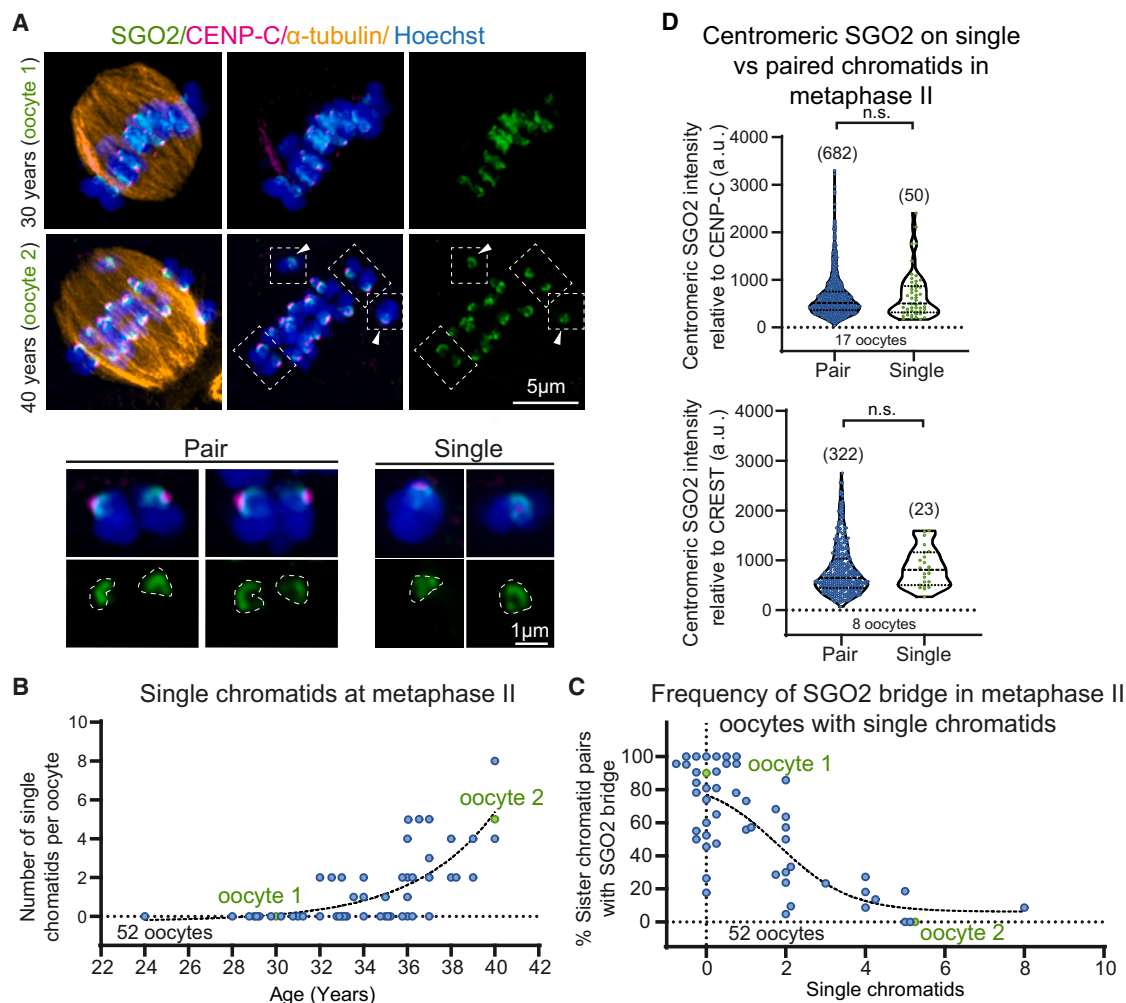 A
SGO2/CENP-C/α-tubulin/ Hoechst
30 years (oocyte 1)
40 years (oocyte 2)
5μm
Pair
Single
1μm
B
Single chromatids at metaphase II
Number of single
chomatids per oocyte
10
8
6
4
2
0
oocyte 1
oocyte 2
52 oocytes
22 24 26 28 30 32 34 36 38 40 42
Age (Years)
D
Centromeric SGO2 on single
vs paired chromatids in
metaphase II
n.s.
Centromeric SGO2 intensity
relative to CENP-C (a.u.)
4000
3000
2000
1000
0
(682)
(50)
17 oocytes
Pair Single
n.s.
Centromeric SGO2 intensity
relative to CREST (a.u.)
4000
3000
2000
1000
0
(322)
(23)
8 oocytes
Pair Single
C
Frequency of SGO2 bridge in metaphase II
oocytes with single chromatids
% Sister chromatid pairs
with SGO2 bridge
100
80
60
40
20
0
oocyte 1
oocyte 2
52 oocytes
0 2 4 6 8 10
Single chromatids